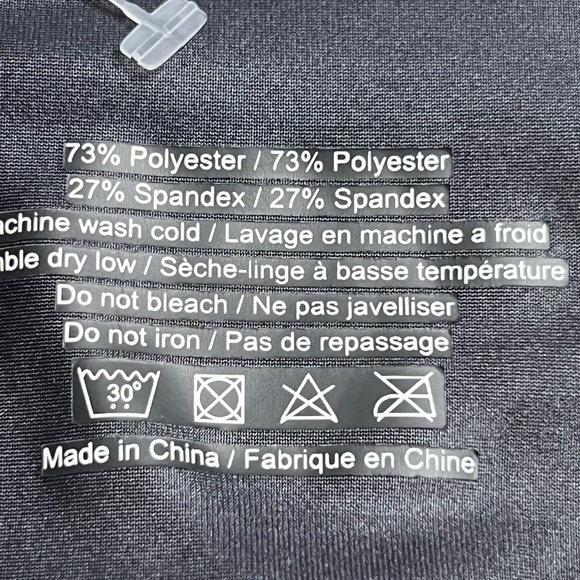 73% Polyester / 73% Polyester
27% Spandex / 27% Spandex
achine wash cold / Lavage en machine a froid
ble dry low / Sèche-linge à basse température
Do not bleach / Ne pas javelliser
Do not iron / Pas de repassage
30°
Made in China / Fabrique en Chine